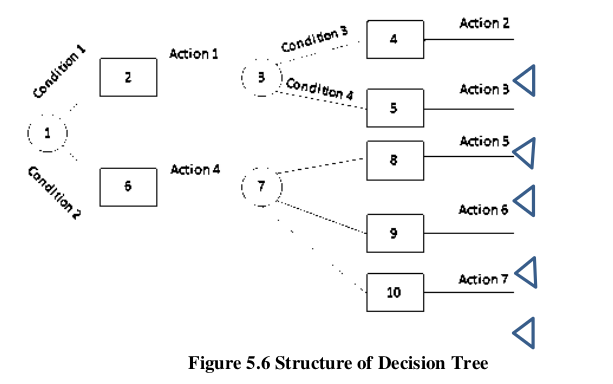 Action 2
Condition 3
4
Action 1
Condition 1
2
3
Condition 4
Action 3
5
1
Action 5
8
Condition 2
6
Action 4
7
Action 6
9
Action 7
10
Figure 5.6 Structure of Decision Tree